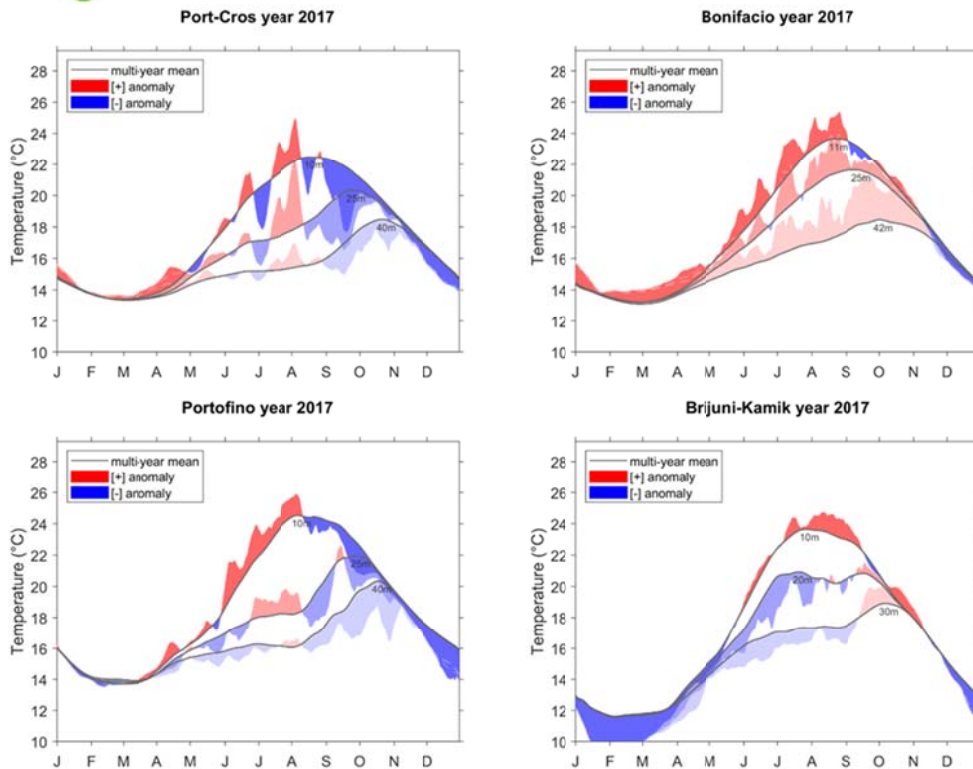 Port-Cros year 2017
28
26
24
22
20
18
16
14
12
10
Temperature (°C)
multi-year mean
[+] anomaly
[-] anomaly
25m
40m
J F M A M J J A S O N D
Bonifacio year 2017
28
26
24
22
20
18
16
14
12
10
Temperature (°C)
multi-year mean
[+] anomaly
[-] anomaly
11m
25m
42m
J F M A M J J A S O N D
Portofino year 2017
28
26
24
22
20
18
16
14
12
10
Temperature (°C)
multi-year mean
[+] anomaly
[-] anomaly
10m
25m
40m
J F M A M J J A S O N D
Brijuni-Kamik year 2017
28
26
24
22
20
18
16
14
12
10
Temperature (°C)
multi-year mean
[+] anomaly
[-] anomaly
10m
20m
30m
J F M A M J J A S O N D